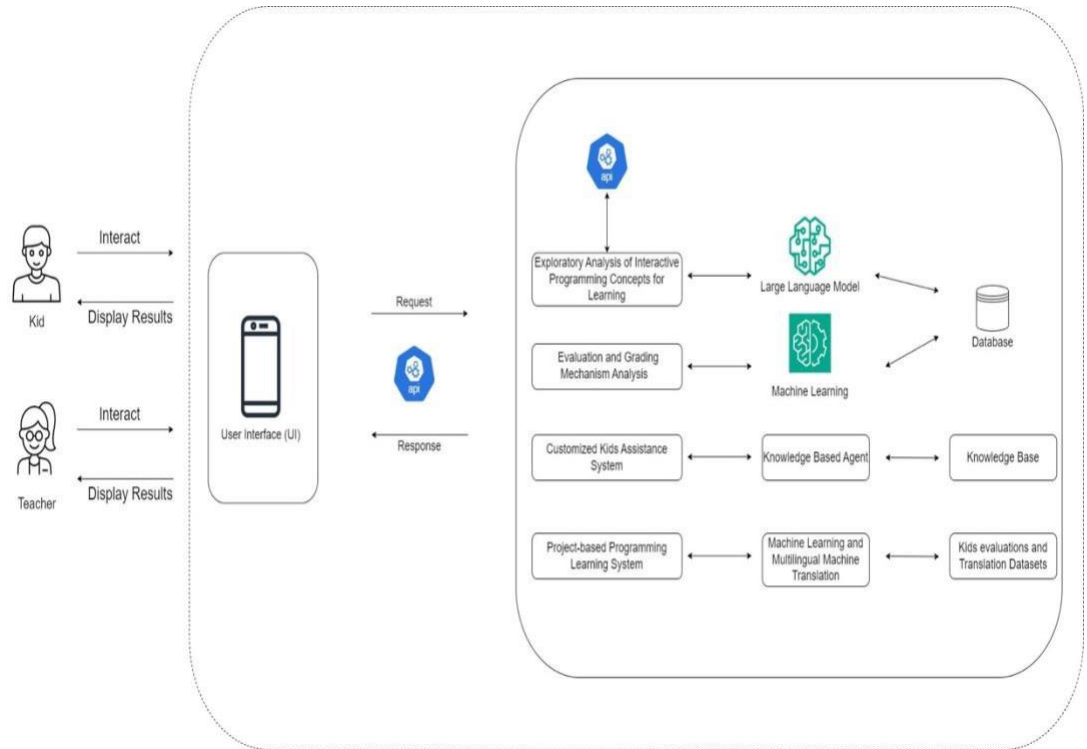 Interact
Display Results
Kid
Interact
Display Results
Teacher
User Interface (UI)
Request
api
Response
api
Exploratory Analysis of Interactive
Programming Concepts for
Learning
Large Language Model
Database
Evaluation and Grading
Mechanism Analysis
Machine Learning
Customized Kids Assistance
System
Knowledge Based Agent
Knowledge Base
Project-based Programming
Learning System
Machine Learning and
Multilingual Machine
Translation
Kids evaluations and
Translation Datasets